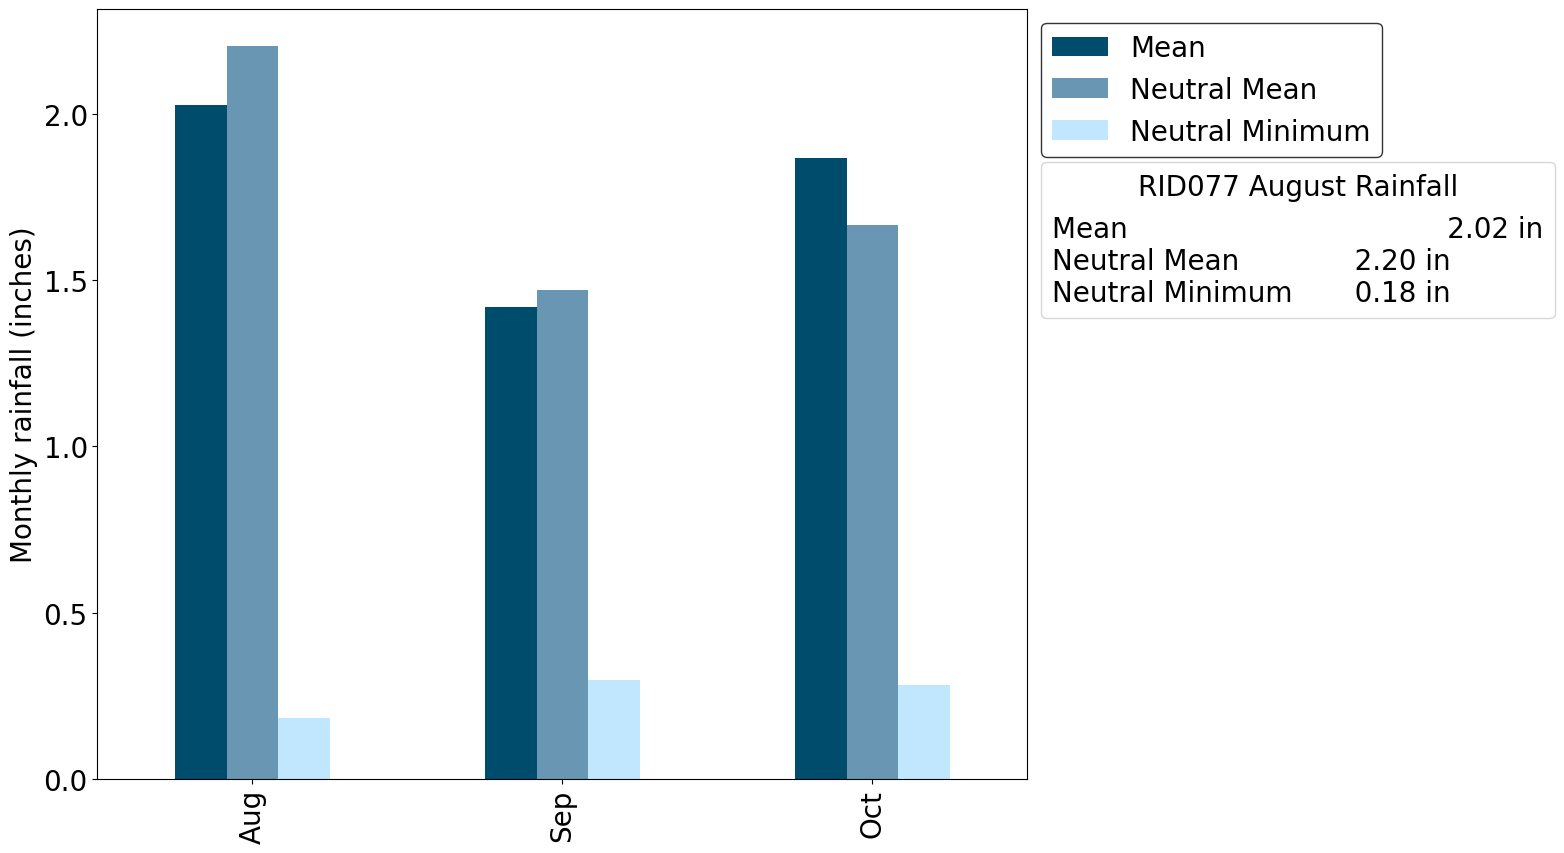 Monthly rainfall (inches)
2.0
1.5
1.0
0.5
0.0
Aug
Sep
Oct
Mean
Neutral Mean
Neutral Minimum
RID077 August Rainfall
Mean 2.02 in
Neutral Mean 2.20 in
Neutral Minimum 0.18 in